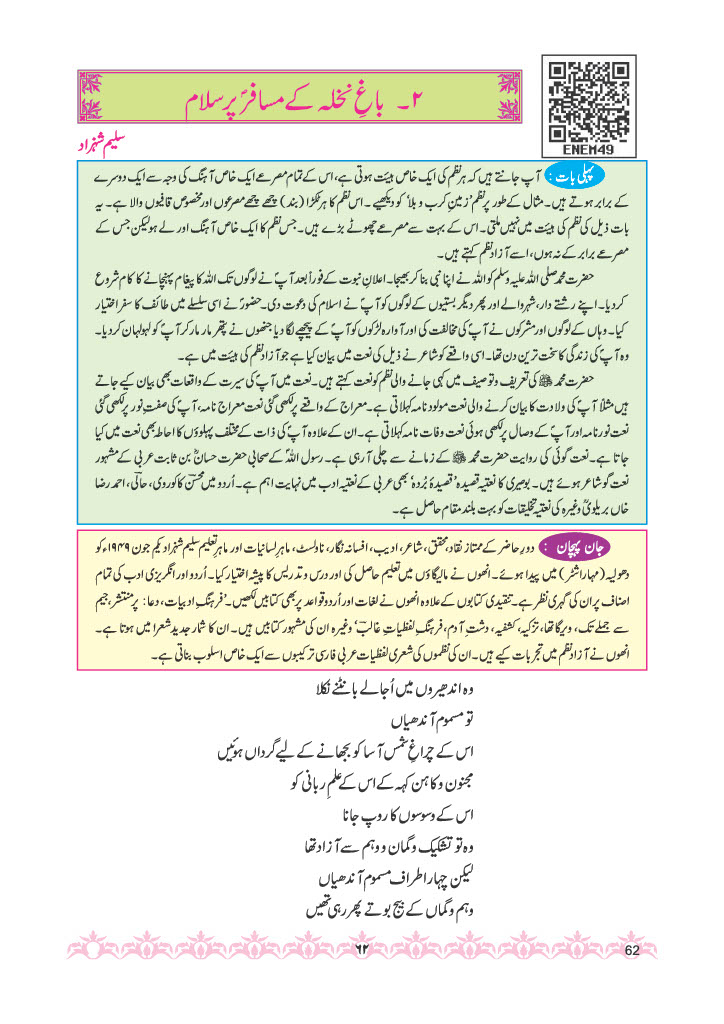 ۲۔ باغِ نخلہ کے مسافرؐ پر سلام
ENEM49
سلیم شہزاد
پہلی بات : آپ جانتے ہیں کہ ہر نظم کی ایک خاص ہیئت ہوتی ہے، اس کے تمام مصرعے ایک خاص آہنگ کی وجہ سے ایک دوسرے
کے برابر ہوتے ہیں۔ مثال کے طور پر نظم ’زمینِ کرب و بلا‘ کو دیکھیے۔ اس نظم کا ہر ٹکڑا (بند) چھے چھے مصرعوں اور مخصوص قافیوں والا ہے۔ یہ
بات ذیل کی نظم کی ہیئت میں نہیں ملتی۔ اس کے بہت سے مصرعے چھوٹے بڑے ہیں۔ جس نظم کا ایک خاص آہنگ اور لے ہو لیکن جس کے
مصرعے برابر کے نہ ہوں، اسے آزاد نظم کہتے ہیں۔
حضرت محمد صلی اللہ علیہ وسلم کو اللہ نے اپنا نبی بنا کر بھیجا۔ اعلانِ نبوت کے فوراً بعد آپؐ نے لوگوں تک اللہ کا پیغام پہنچانے کا کام شروع
کردیا۔ اپنے رشتے دار، شہر والے اور پھر دیگر بستیوں کے لوگوں کو آپؐ نے اسلام کی دعوت دی۔ حضورؐ نے اسی سلسلے میں طائف کا سفر اختیار
کیا۔ وہاں کے لوگوں اور مشرکوں نے آپؐ کی مخالفت کی اور آوارہ لڑکوں کو آپؐ کے پیچھے لگا دیا جنھوں نے پتھر مار مار کر آپؐ کو لہولہان کردیا۔
وہ آپؐ کی زندگی کا سخت ترین دن تھا۔ اسی واقعے کو شاعر نے ذیل کی نعت میں بیان کیا ہے جو آزاد نظم کی ہیئت میں ہے۔
حضرت محمد ﷺ کی تعریف و توصیف میں کہی جانے والی نظم کو نعت کہتے ہیں۔ نعت میں آپؐ کی سیرت کے واقعات بھی بیان کیے جاتے
ہیں مثلاً آپؐ کی ولادت کا بیان کرنے والی نعت مولود نامہ کہلاتی ہے۔ معراج کے واقعے پر لکھی گئی نعت معراج نامہ، آپؐ کی صفتِ نور پر لکھی گئی
نعت نور نامہ اور آپؐ کے وصال پر لکھی ہوئی نعت وفات نامہ کہلاتی ہے۔ ان کے علاوہ آپؐ کی ذات کے مختلف پہلوؤں کا احاطہ بھی نعت میں کیا
جاتا ہے۔ نعت گوئی کی روایت حضرت محمد ﷺ کے زمانے سے چلی آرہی ہے۔ رسول اللہؐ کے صحابی حضرت حسانؓ بن ثابت عربی کے مشہور
نعت گو شاعر ہوئے ہیں۔ بوصیری کا نعتیہ قصیدہ ’قصیدۂ بُردہ‘ بھی عربی کے نعتیہ ادب میں نہایت اہم ہے۔ اُردو میں محسنؔ کاکوروی، حالیؔ، احمد رضا
خاں بریلویؒ وغیرہ کی نعتیہ تخلیقات کو بہت بلند مقام حاصل ہے۔
جان پہچان : دورِ حاضر کے ممتاز نقاد، محقق، شاعر، ادیب، افسانہ نگار، ناولسٹ، ماہرِ لسانیات اور ماہرِ تعلیم سلیم شہزاد یکم جون ۱۹۴۹ء کو
دھولیہ (مہاراشٹر) میں پیدا ہوئے۔ انھوں نے مالیگاؤں میں تعلیم حاصل کی اور درس و تدریس کا پیشہ اختیار کیا۔ اُردو اور انگریزی ادب کی تمام
اصناف پر ان کی گہری نظر ہے۔ تنقیدی کتابوں کے علاوہ انھوں نے لغات اور اُردو قواعد پر بھی کتابیں لکھیں۔ ’فرہنگِ ادبیات، دعا : پر منتشر، جیم
سے جملے تک، ویرگاتھا، تزکیہ، کشفیہ، دشتِ آدم، فرہنگِ لفظیاتِ غالب‘ وغیرہ ان کی مشہور کتابیں ہیں۔ ان کا شمار جدید شعرا میں ہوتا ہے۔
انھوں نے آزاد نظم میں تجربات کیے ہیں۔ ان کی نظموں کی شعری لفظیات عربی فارسی ترکیبوں سے ایک خاص اسلوب بناتی ہے۔
وہ اندھیروں میں اُجالے بانٹنے نکلا
تو مسموم آندھیاں
اس کے چراغِ شمس آسا کو بجھانے کے لیے گرداں ہوئیں
مجنون و کاہن کہہ کے اس کے علمِ ربانی کو
اس کے وسوسوں کا روپ جانا
وہ تو تشکیک و گمان و وہم سے آزاد تھا
لیکن چہار اطراف مسموم آندھیاں
وہم و گماں کے بیج بوتے پھر رہی تھیں
۶۲
62